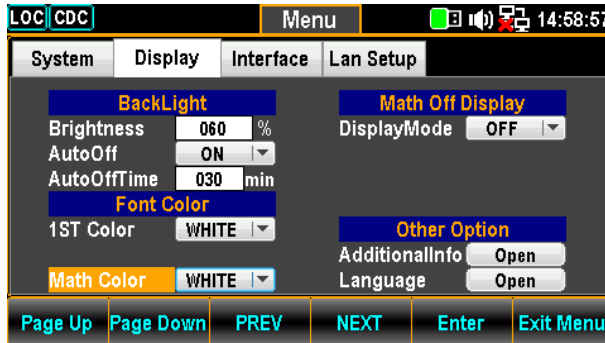 LOC CDC Menu 14:58:57
System Display Interface Lan Setup
BackLight
Brightness 060 %
AutoOff ON
AutoOffTime 030 min
Font Color
1ST Color WHITE
Math Color WHITE
Math Off Display
DisplayMode OFF
Other Option
AdditionalInfo Open
Language Open
Page Up Page Down PREV NEXT Enter Exit Menu